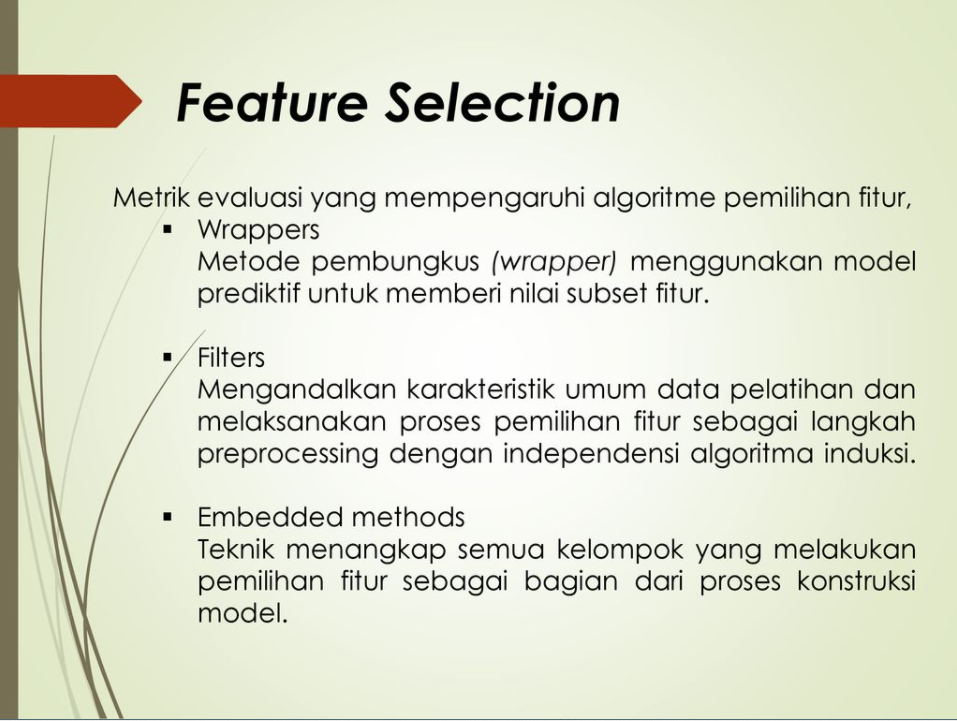 Feature Selection
Metrik evaluasi yang mempengaruhi algoritme pemilihan fitur,
▪ Wrappers
Metode pembungkus (wrapper) menggunakan model
prediktif untuk memberi nilai subset fitur.
▪ Filters
Mengandalkan karakteristik umum data pelatihan dan
melaksanakan proses pemilihan fitur sebagai langkah
preprocessing dengan independensi algoritma induksi.
▪ Embedded methods
Teknik menangkap semua kelompok yang melakukan
pemilihan fitur sebagai bagian dari proses konstruksi
model.